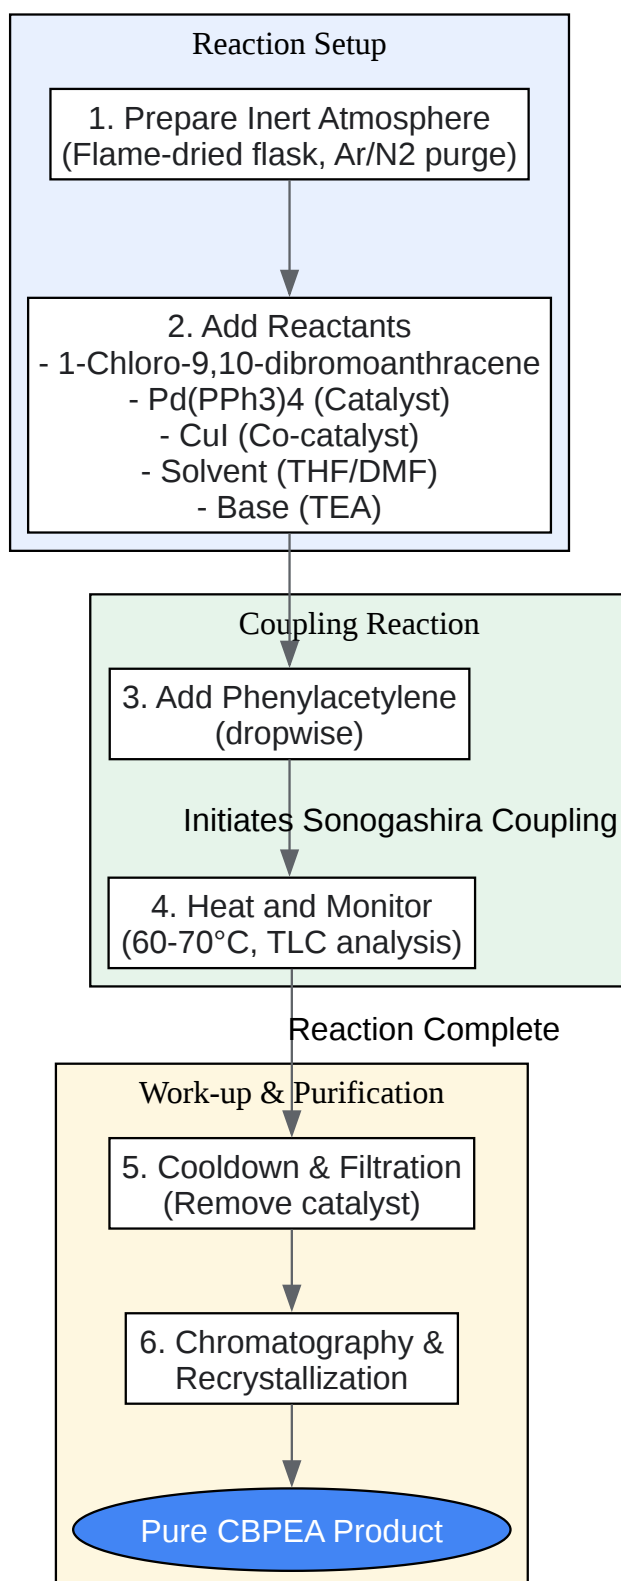 Reaction Setup
1. Prepare Inert Atmosphere
(Flame-dried flask, Ar/N2 purge)
2. Add Reactants
- 1-Chloro-9,10-dibromoanthracene
- Pd(PPh3)4 (Catalyst)
- CuI (Co-catalyst)
- Solvent (THF/DMF)
- Base (TEA)
Coupling Reaction
3. Add Phenylacetylene
(dropwise)
Initiates Sonogashira Coupling
4. Heat and Monitor
(60-70°C, TLC analysis)
Reaction Complete
Work-up & Purification
5. Cooldown & Filtration
(Remove catalyst)
6. Chromatography &
Recrystallization
Pure CBPEA Product